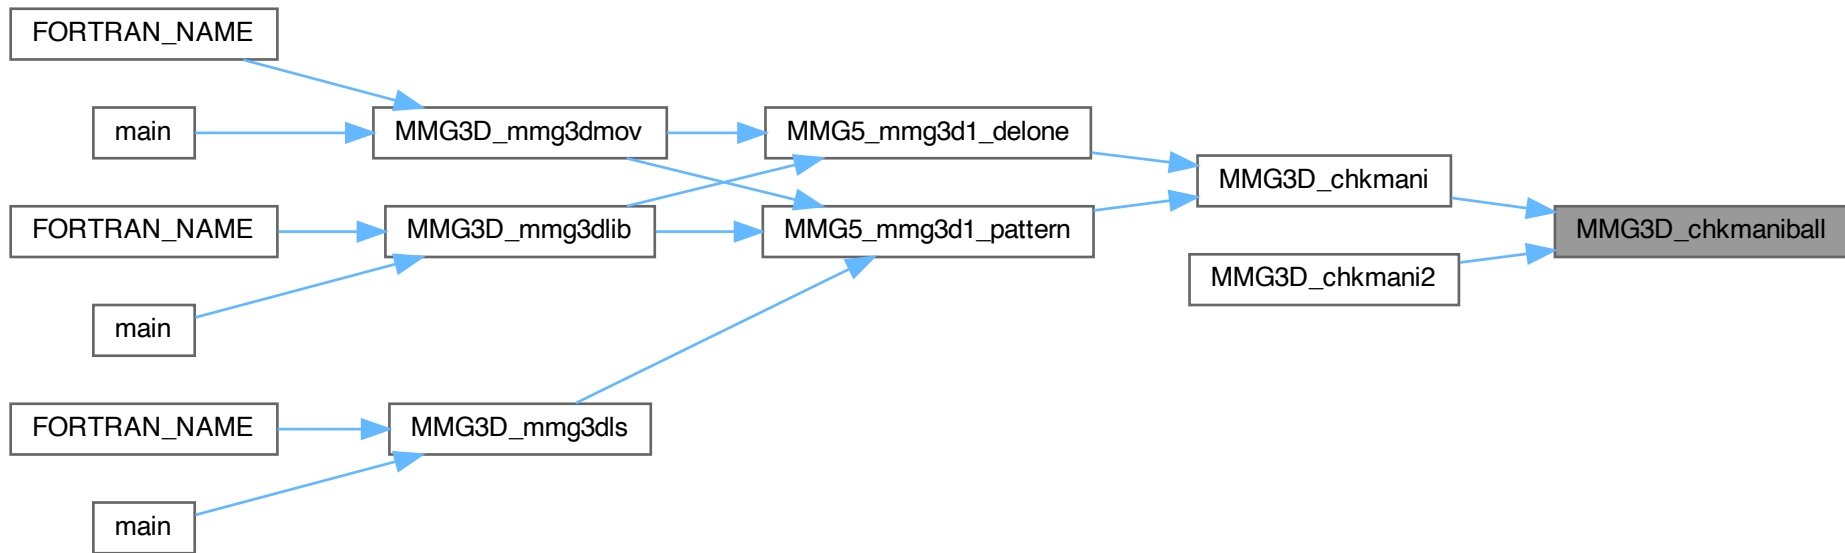 FORTRAN_NAME
main
MMG3D_mmg3dmov
MMG5_mmg3d1_delone
MMG3D_chkmani
FORTRAN_NAME
MMG3D_mmg3dlib
MMG5_mmg3d1_pattern
MMG3D_chkmaniball
MMG3D_chkmani2
main
FORTRAN_NAME
MMG3D_mmg3dls
main